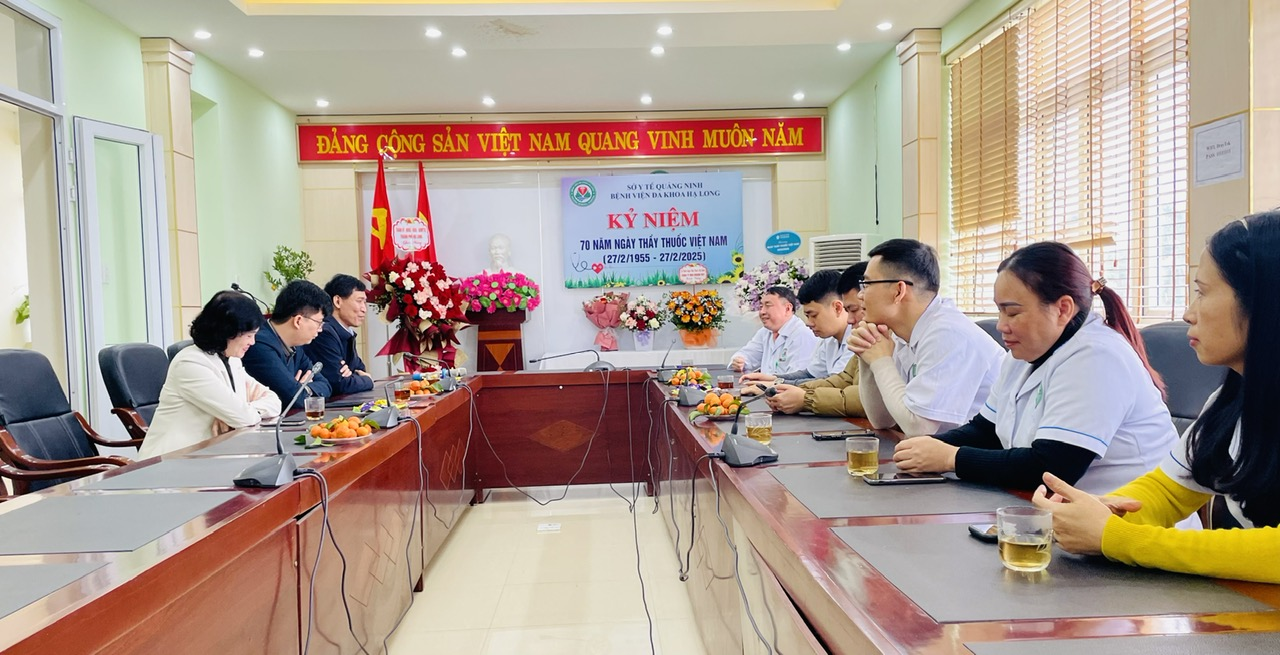 ĐẢNG CỘNG SẢN VIỆT NAM QUANG VINH MUÔN NĂM
SỞ Y TẾ QUẢNG NINH
BỆNH VIỆN ĐA KHOA HẠ LONG
KỶ NIỆM
70 NĂM NGÀY THẦY THUỐC VIỆT NAM
(27/2/1955 - 27/2/2025)